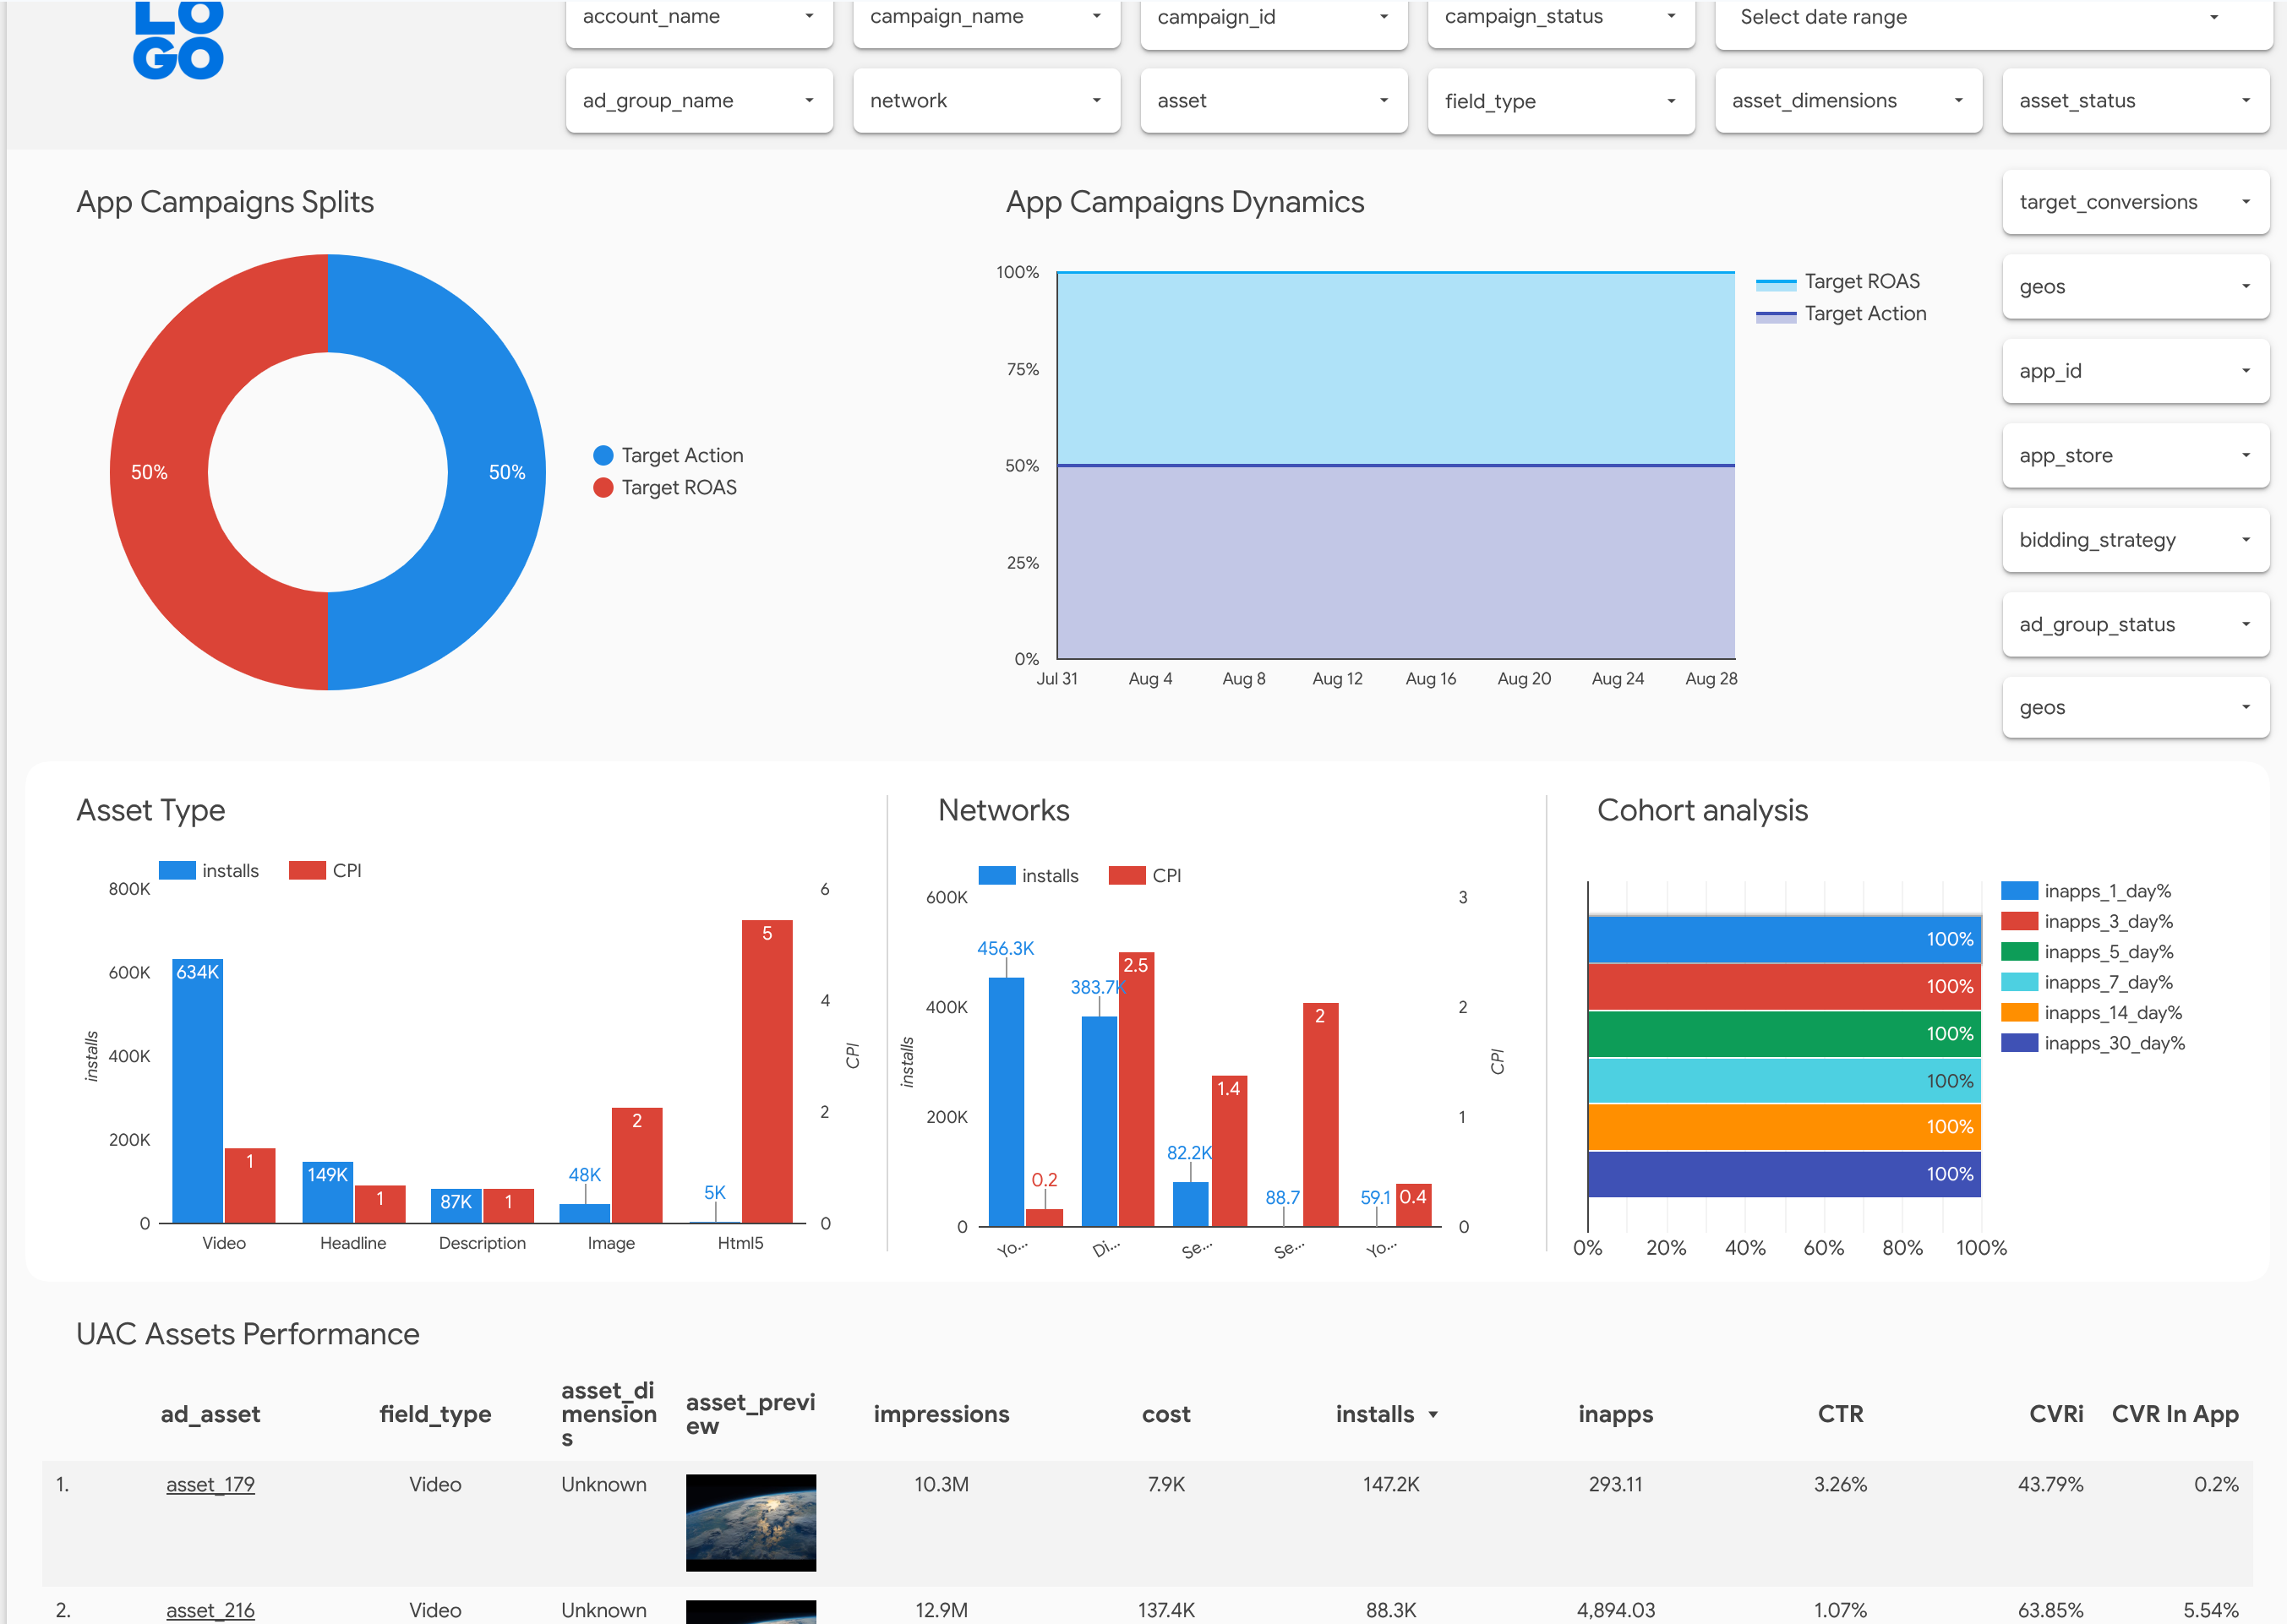 LO
GO
account_name
campaign_name
campaign_id
campaign_status
Select date range
ad_group_name
network
asset
field_type
asset_dimensions
asset_status
App Campaigns Splits
50%
50%
Target Action
Target ROAS
App Campaigns Dynamics
100%
75%
50%
25%
0%
Jul 31
Aug 4
Aug 8
Aug 12
Aug 16
Aug 20
Aug 24
Aug 28
Target ROAS
Target Action
target_conversions
geos
app_id
app_store
bidding_strategy
ad_group_status
geos
Asset Type
installs
CPI
800K
600K
400K
200K
0
installs
6
4
2
0
CPI
634K
1
149K
1
87K
1
48K
2
5K
5
Video
Headline
Description
Image
Html5
Networks
installs
CPI
600K
400K
200K
0
installs
3
2
1
0
CPI
456.3K
0.2
383.7K
2.5
82.2K
1.4
88.7
2
59.1
0.4
Yo...
Di...
Se...
Se...
Yo...
Cohort analysis
100%
100%
100%
100%
100%
100%
0%
20%
40%
60%
80%
100%
inapps_1_day%
inapps_3_day%
inapps_5_day%
inapps_7_day%
inapps_14_day%
inapps_30_day%
UAC Assets Performance
ad_asset
field_type
asset_di
mension
s
asset_previ
ew
impressions
cost
installs
inapps
CTR
CVRi
CVR In App
1. asset_179 Video Unknown 10.3M 7.9K 147.2K 293.11 3.26% 43.79% 0.2%
2. asset_216 Video Unknown 12.9M 137.4K 88.3K 4,894.03 1.07% 63.85% 5.54%